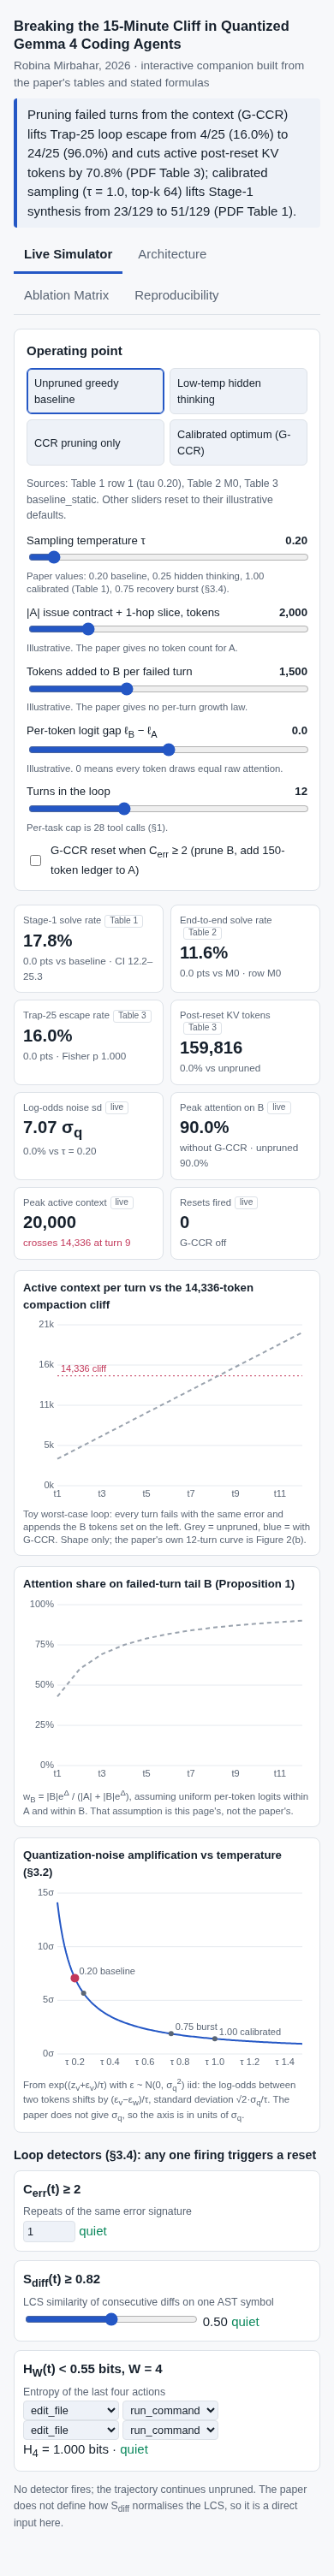 Breaking the 15-Minute Cliff in Quantized
Gemma 4 Coding Agents
Robina Mirbahar, 2026 · interactive companion built from
the paper's tables and stated formulas
Pruning failed turns from the context (G-CCR)
lifts Trap-25 loop escape from 4/25 (16.0%) to
24/25 (96.0%) and cuts active post-reset KV
tokens by 70.8% (PDF Table 3); calibrated
sampling (τ = 1.0, top-k 64) lifts Stage-1
synthesis from 23/129 to 51/129 (PDF Table 1).
Live Simulator
Architecture
Ablation Matrix
Reproducibility
Operating point
Unpruned greedy
baseline
Low-temp hidden
thinking
CCR pruning only
Calibrated optimum (G-
CCR)
Sources: Table 1 row 1 (tau 0.20), Table 2 M0, Table 3
baseline_static. Other sliders reset to their illustrative
defaults.
Sampling temperature τ 0.20
Paper values: 0.20 baseline, 0.25 hidden thinking, 1.00
calibrated (Table 1), 0.75 recovery burst (§3.4).
|A| issue contract + 1-hop slice, tokens 2,000
Illustrative. The paper gives no token count for A.
Tokens added to B per failed turn 1,500
Illustrative. The paper gives no per-turn growth law.
Per-token logit gap ℓB − ℓA 0.0
Illustrative. 0 means every token draws equal raw attention.
Turns in the loop 12
Per-task cap is 28 tool calls (§1).
G-CCR reset when Cerr ≥ 2 (prune B, add 150-
token ledger to A)
Stage-1 solve rate Table 1
17.8%
0.0 pts vs baseline · CI 12.2–
25.3
End-to-end solve rate
Table 2
11.6%
0.0 pts vs M0 · row M0
Trap-25 escape rate Table 3
16.0%
0.0 pts · Fisher p 1.000
Post-reset KV tokens
Table 3
159,816
0.0% vs unpruned
Log-odds noise sd live
7.07 σq
0.0% vs τ = 0.20
Peak attention on B live
90.0%
without G-CCR · unpruned
90.0%
Peak active context live
20,000
crosses 14,336 at turn 9
Resets fired live
0
G-CCR off
Active context per turn vs the 14,336-token
compaction cliff
21k
16k
14,336 cliff
11k
5k
0k
t1 t3 t5 t7 t9 t11
Toy worst-case loop: every turn fails with the same error and
appends the B tokens set on the left. Grey = unpruned, blue = with
G-CCR. Shape only; the paper's own 12-turn curve is Figure 2(b).
Attention share on failed-turn tail B (Proposition 1)
100%
75%
50%
25%
0%
t1 t3 t5 t7 t9 t11
wB = |B|eΔ / (|A| + |B|eΔ), assuming uniform per-token logits within
A and within B. That assumption is this page's, not the paper's.
Quantization-noise amplification vs temperature
(§3.2)
15σ
10σ
5σ
0σ
0.20 baseline
0.75 burst
1.00 calibrated
τ 0.2 τ 0.4 τ 0.6 τ 0.8 τ 1.0 τ 1.2 τ 1.4
From exp((zv+εv)/τ) with ε ~ N(0, σq2) iid: the log-odds between
two tokens shifts by (εv−εw)/τ, standard deviation √2·σq/τ. The
paper does not give σq, so the axis is in units of σq.
Loop detectors (§3.4): any one firing triggers a reset
Cerr(t) ≥ 2
Repeats of the same error signature
1 quiet
Sdiff(t) ≥ 0.82
LCS similarity of consecutive diffs on one AST symbol
0.50 quiet
HW(t) < 0.55 bits, W = 4
Entropy of the last four actions
edit_file run_command
edit_file run_command
H4 = 1.000 bits · quiet
No detector fires; the trajectory continues unpruned. The paper
does not define how Sdiff normalises the LCS, so it is a direct
input here.